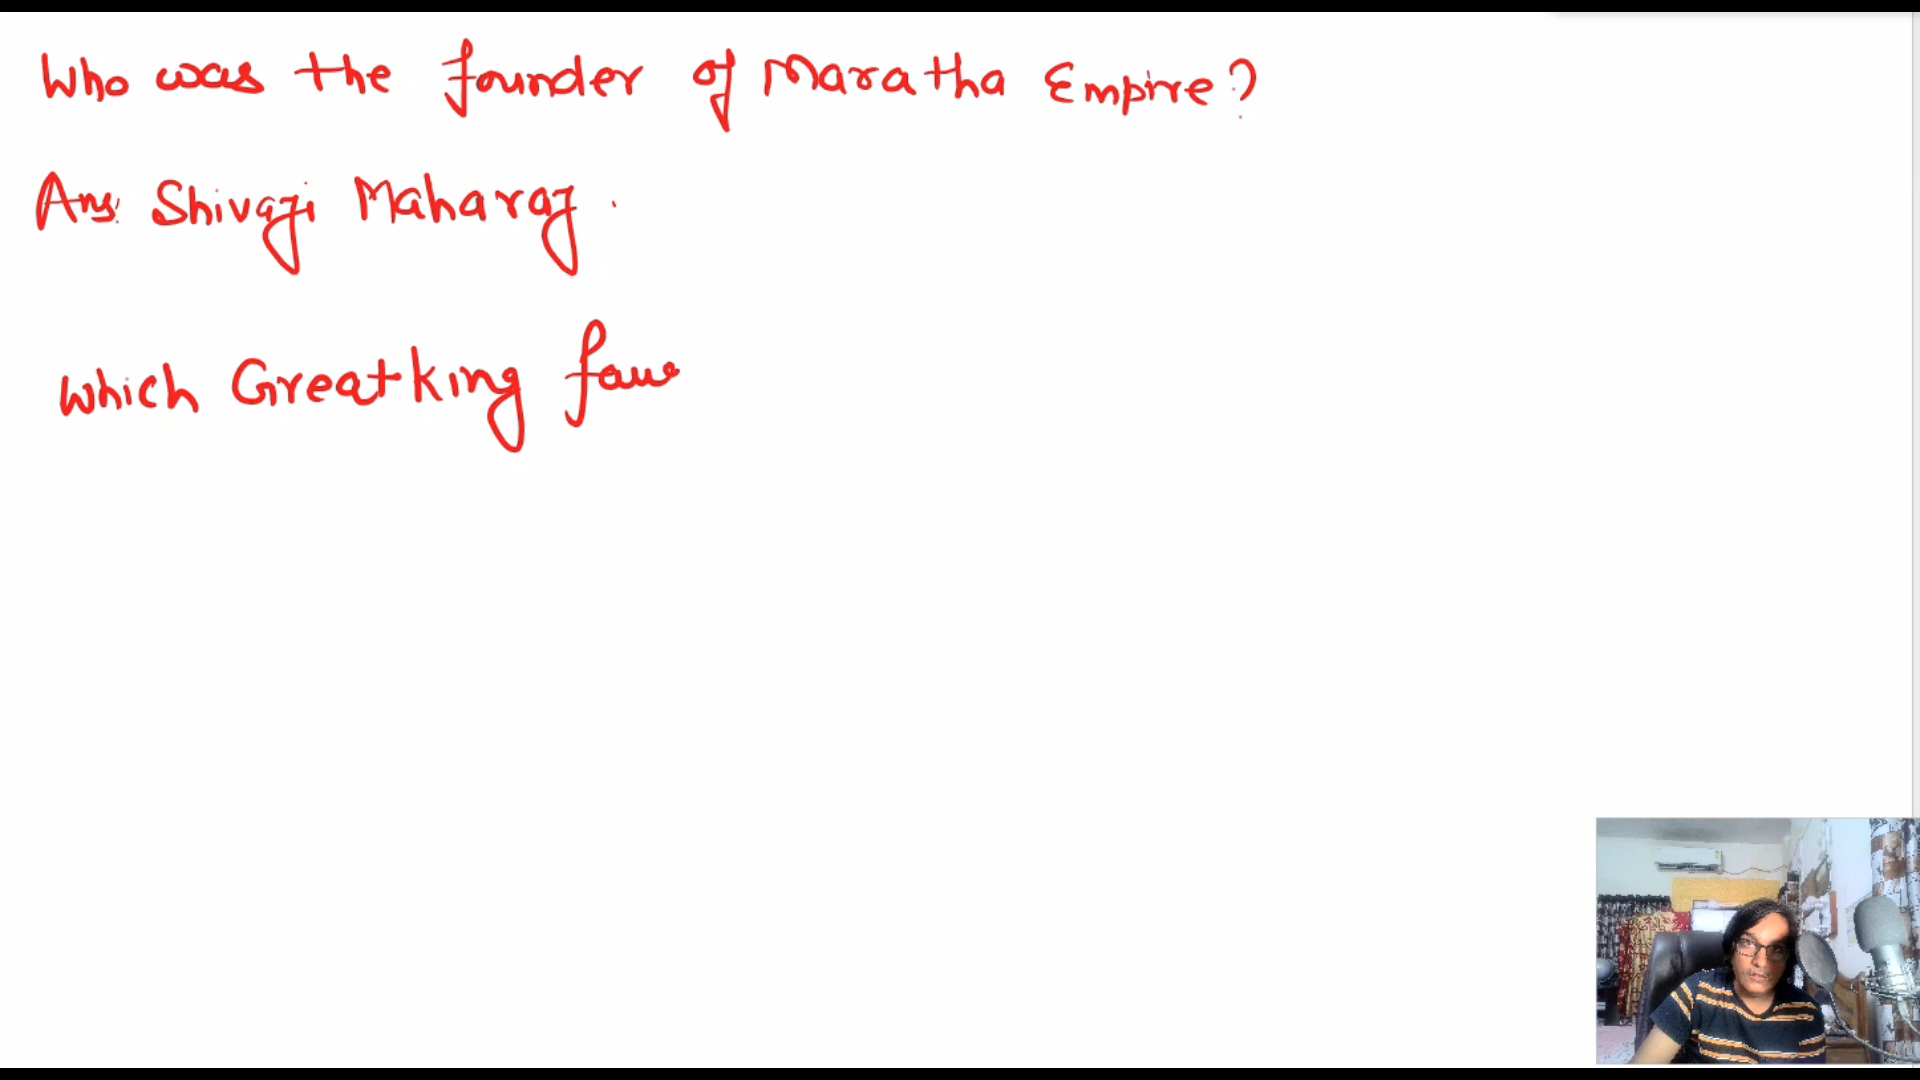 Who was the founder of Maratha Empire?
Ans: Shivaji Maharaj.
which Great king